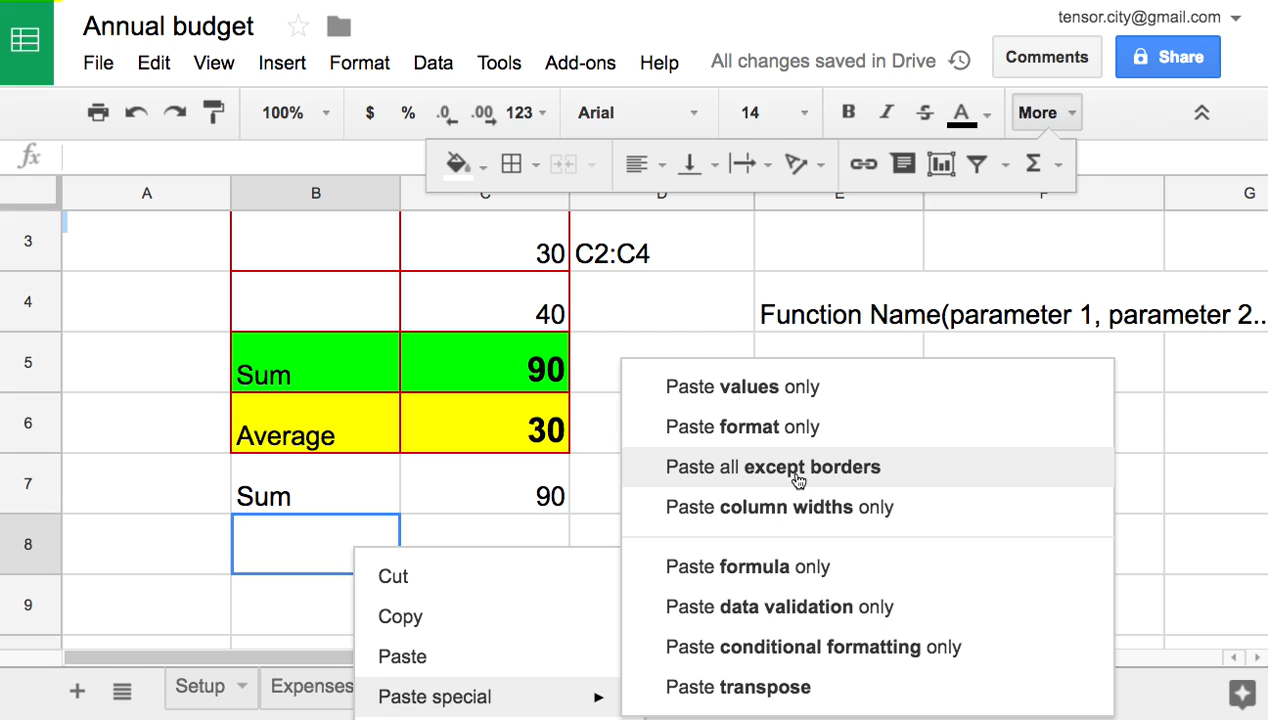 Annual budget
tensor.city@gmail.com
File Edit View Insert Format Data Tools Add-ons Help All changes saved in Drive Comments Share
100% $ % .0 .00 123 Arial 14 B I S A More
fx
A B C D E F G
3 30 C2:C4
4 40 Function Name(parameter 1, parameter 2..
5 Sum 90
6 Average 30
7 Sum 90
8
9
Paste values only
Paste format only
Paste all except borders
Paste column widths only
Paste formula only
Paste data validation only
Paste conditional formatting only
Paste transpose
Cut
Copy
Paste
Paste special
Setup Expenses